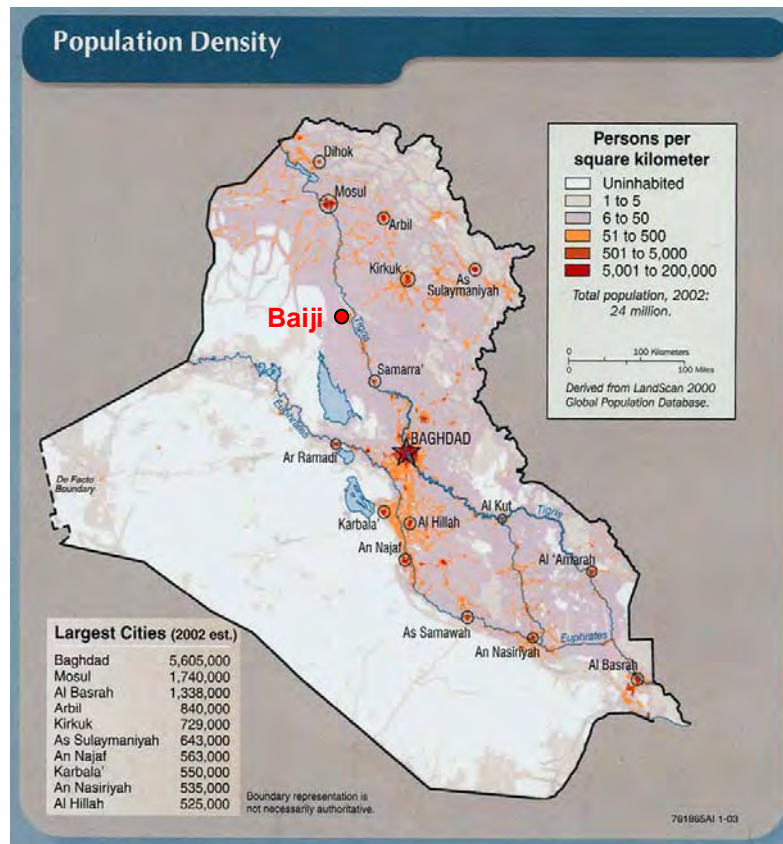 Population Density
Persons per
square kilometer
Uninhabited
1 to 5
6 to 50
51 to 500
501 to 5,000
5,001 to 200,000
Total population, 2002:
24 million.
0 100 Kilometers
0 100 Miles
Derived from LandScan 2000
Global Population Database.
Dihok
Mosul
Arbil
Kirkuk
As
Sulaymaniyah
Baiji
Tigris
Samarra'
Euphrates
BAGHDAD
Ar Ramadi
De Facto
Boundary
Karbala'
Al Hillah
Al Kut
Tigris
An Najaf
Al 'Amarah
As Samawah
An Nasiriyah
Euphrates
Al Basrah
Largest Cities (2002 est.)
Baghdad 5,605,000
Mosul 1,740,000
Al Basrah 1,338,000
Arbil 840,000
Kirkuk 729,000
As Sulaymaniyah 643,000
An Najaf 563,000
Karbala' 550,000
An Nasiriyah 535,000
Al Hillah 525,000
Boundary representation is
not necessarily authoritative.
761965AI 1-03